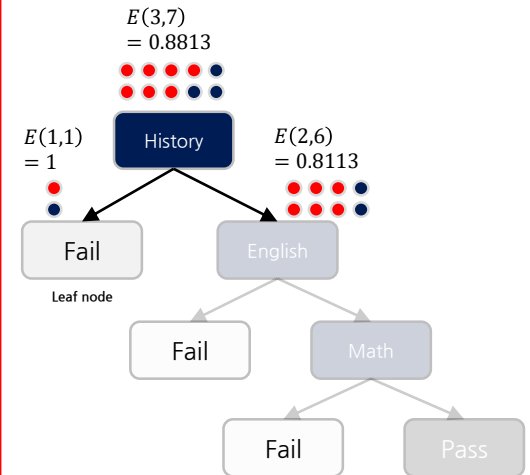 E(3,7)
= 0.8813
E(1,1)
= 1
History
E(2,6)
= 0.8113
Fail
English
Leaf node
Fail
Math
Fail
Pass